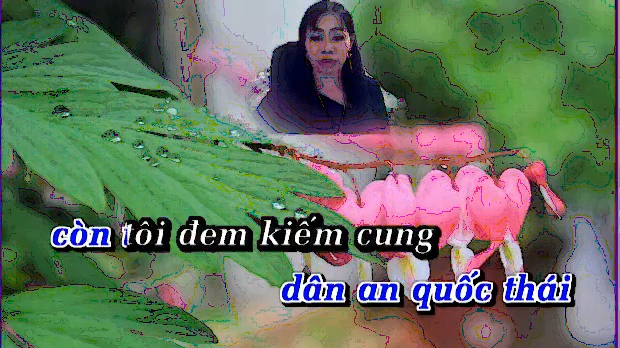 còn tôi đem kiếm cung
dân an quốc thái